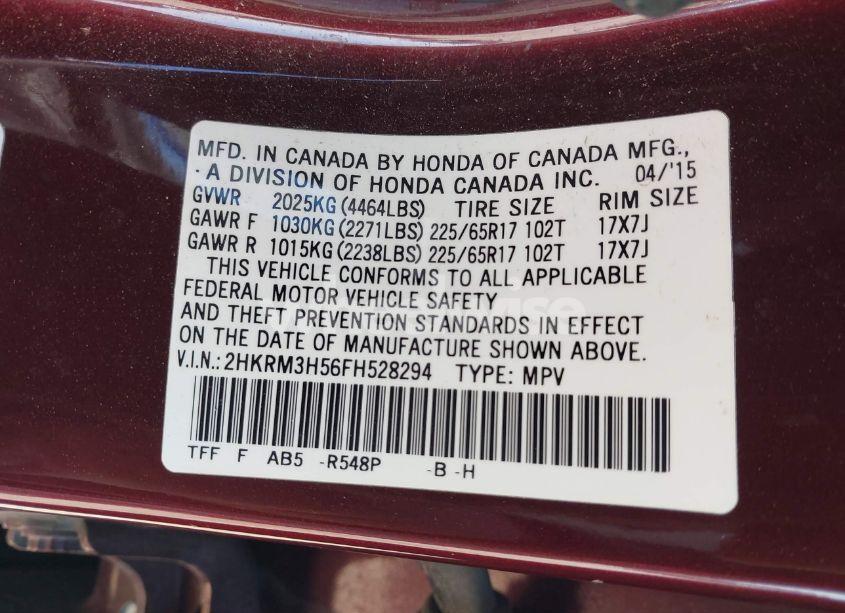 MFD. IN CANADA BY HONDA OF CANADA MFG.,
A DIVISION OF HONDA CANADA INC. 04/'15
GVWR 2025KG (4464LBS) TIRE SIZE RIM SIZE
GAWR F 1030KG (2271LBS) 225/65R17 102T 17X7J
GAWR R 1015KG (2238LBS) 225/65R17 102T 17X7J
THIS VEHICLE CONFORMS TO ALL APPLICABLE
FEDERAL MOTOR VEHICLE SAFETY
AND THEFT PREVENTION STANDARDS IN EFFECT
ON THE DATE OF MANUFACTURE SHOWN ABOVE.
V.I.N.: 2HKRM3H56FH528294 TYPE: MPV
TFF F AB5 -R548P -B -H